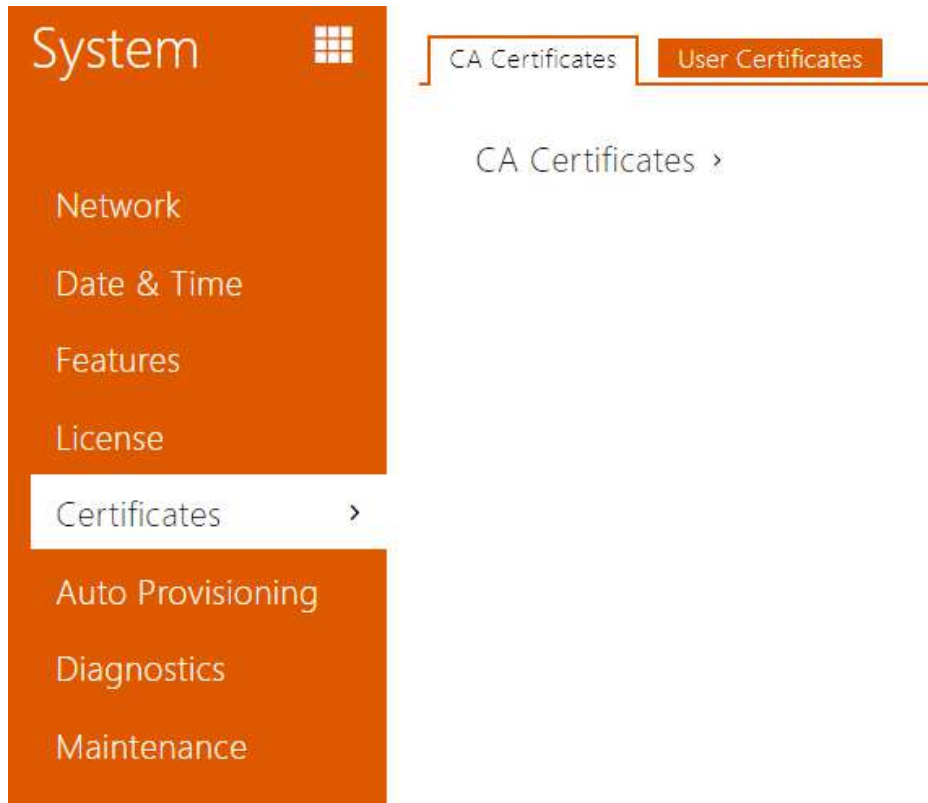 System
CA Certificates
User Certificates
CA Certificates ›
Network
Date & Time
Features
License
Certificates ›
Auto Provisioning
Diagnostics
Maintenance